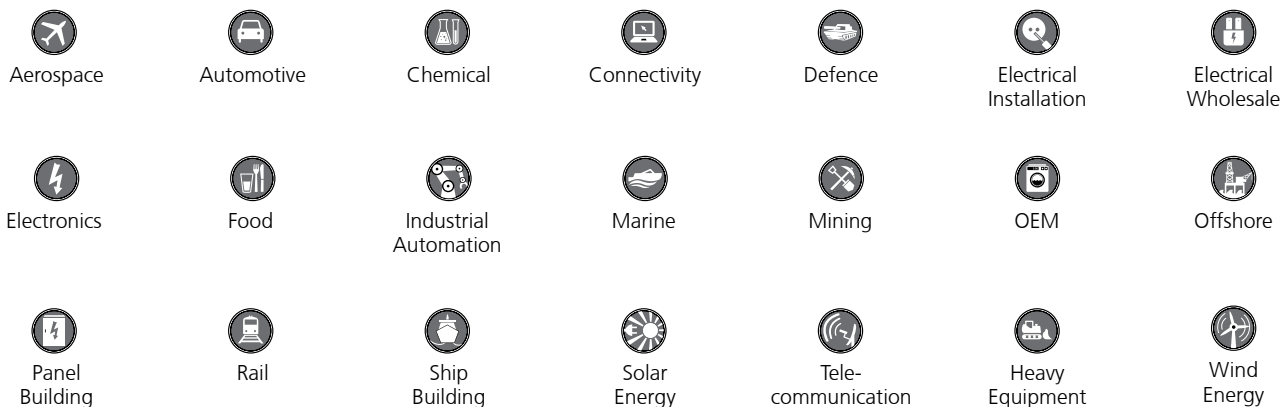 Aerospace
Automotive
Chemical
Connectivity
Defence
Electrical
Installation
Electrical
Wholesale
Electronics
Food
Industrial
Automation
Marine
Mining
OEM
Offshore
Panel
Building
Rail
Ship
Building
Solar
Energy
Tele-
communication
Heavy
Equipment
Wind
Energy